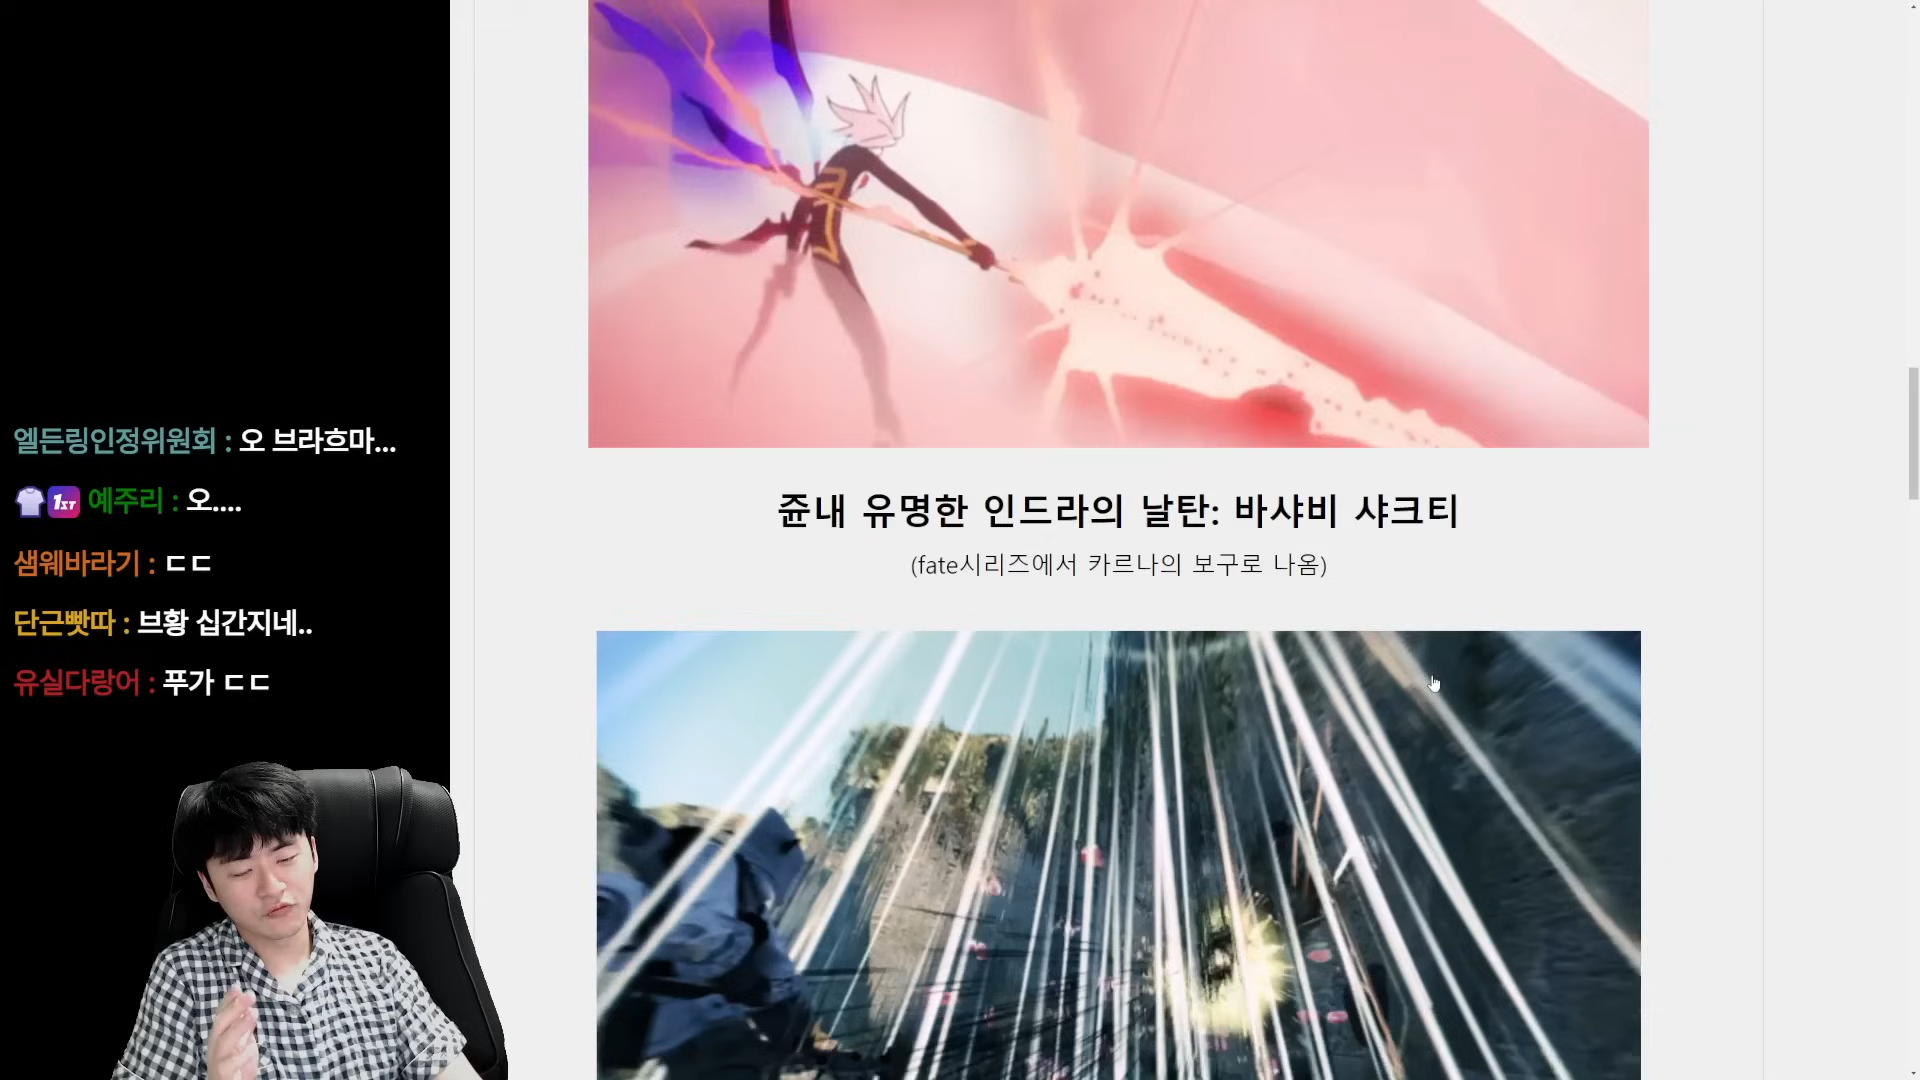 엘든링인정위원회 : 오 브라흐마...
1ST 예주리 : 오....
샘웨바라기 : ㄷㄷ
단근빳따 : 브황 십간지네..
유실다랑어 : 푸가 ㄷㄷ
쥰내 유명한 인드라의 날탄: 바샤비 샤크티
(fate시리즈에서 카르나의 보구로 나옴)